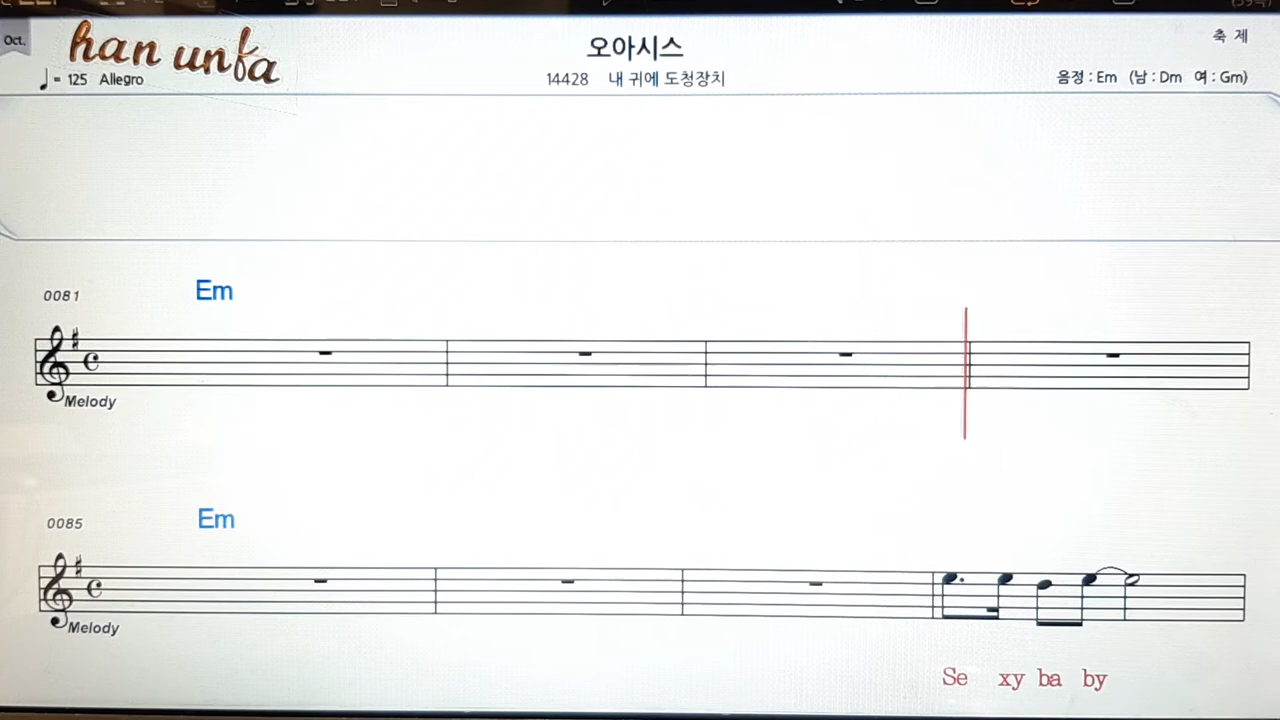 Oct.
han unfa
= 125 Allegro
오아시스
14428 내 귀에 도청장치
축 제
음정 : Em (남 : Dm 여 : Gm)
0081
Em
Melody
0085
Em
Melody
Se xy ba by